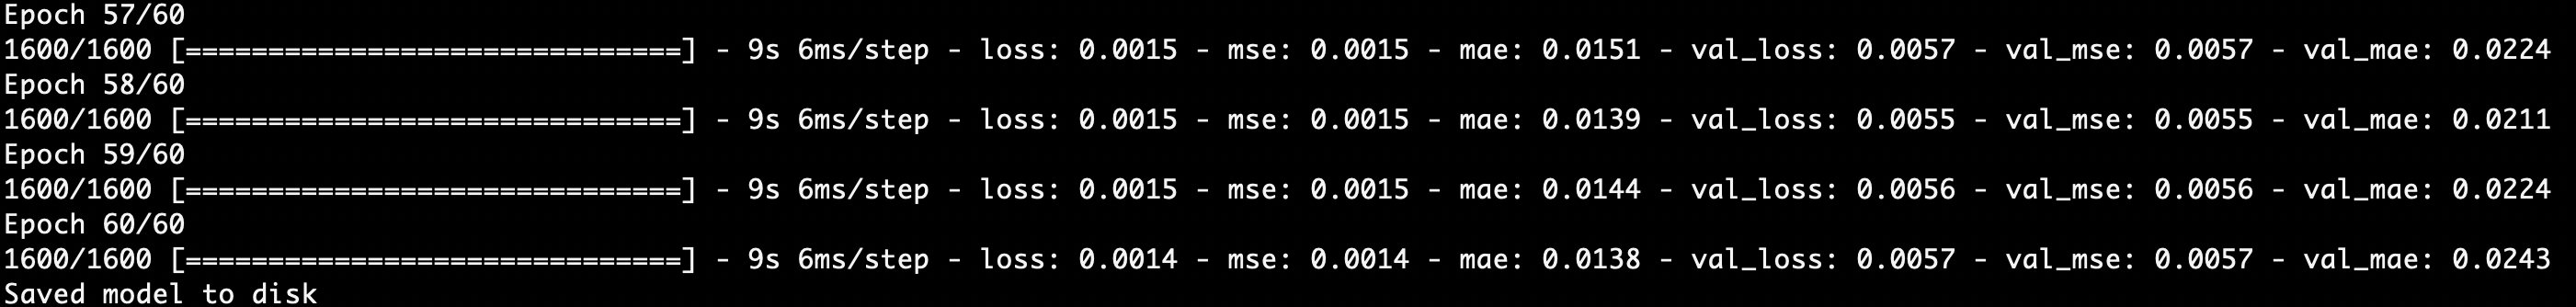 Epoch 57/60
1600/1600 [==============================] - 9s 6ms/step - loss: 0.0015 - mse: 0.0015 - mae: 0.0151 - val_loss: 0.0057 - val_mse: 0.0057 - val_mae: 0.0224
Epoch 58/60
1600/1600 [==============================] - 9s 6ms/step - loss: 0.0015 - mse: 0.0015 - mae: 0.0139 - val_loss: 0.0055 - val_mse: 0.0055 - val_mae: 0.0211
Epoch 59/60
1600/1600 [==============================] - 9s 6ms/step - loss: 0.0015 - mse: 0.0015 - mae: 0.0144 - val_loss: 0.0056 - val_mse: 0.0056 - val_mae: 0.0224
Epoch 60/60
1600/1600 [==============================] - 9s 6ms/step - loss: 0.0014 - mse: 0.0014 - mae: 0.0138 - val_loss: 0.0057 - val_mse: 0.0057 - val_mae: 0.0243
Saved model to disk